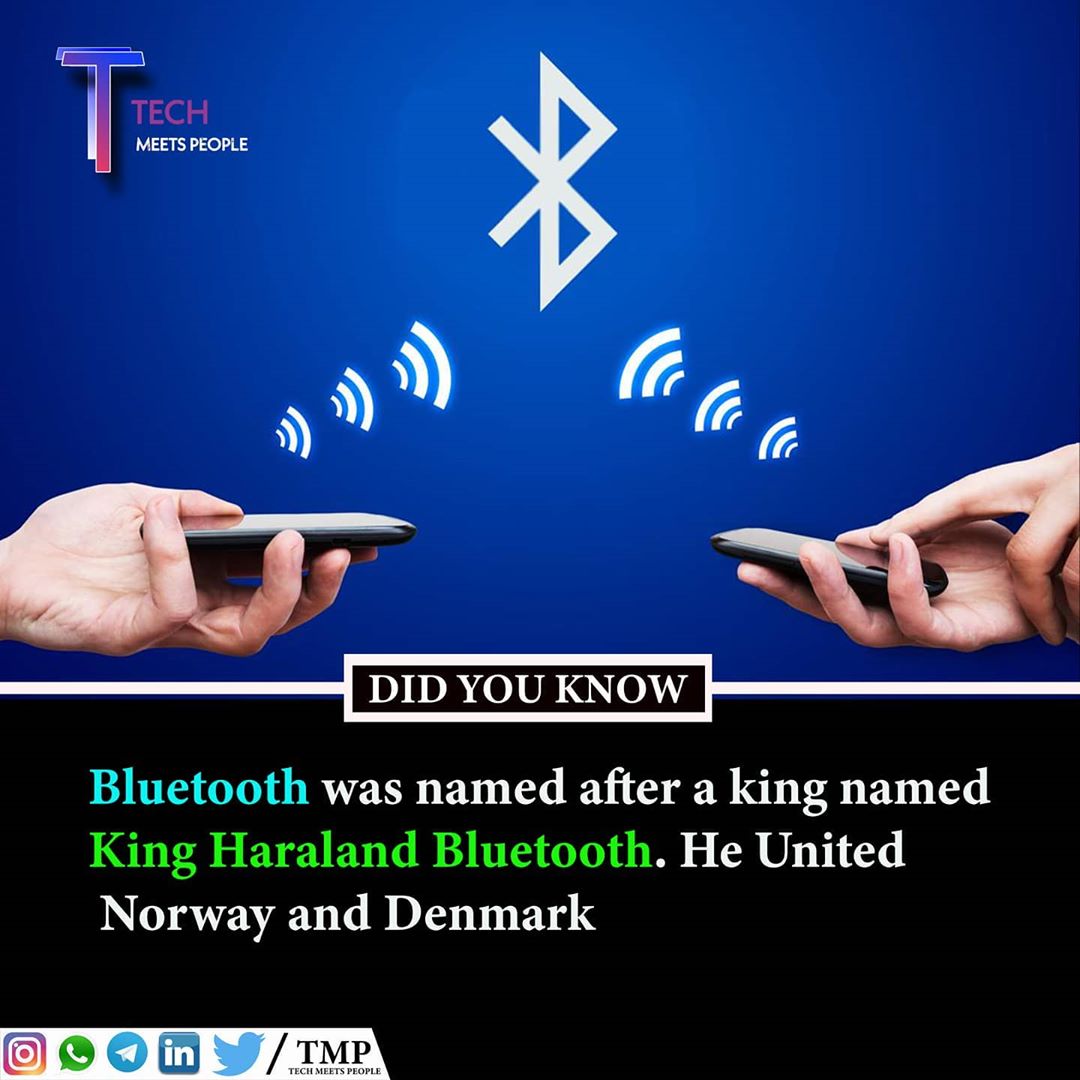 TECH
MEETS PEOPLE
DID YOU KNOW
Bluetooth was named after a king named
King Haraland Bluetooth. He United
Norway and Denmark
in / TMP
TECH MEETS PEOPLE